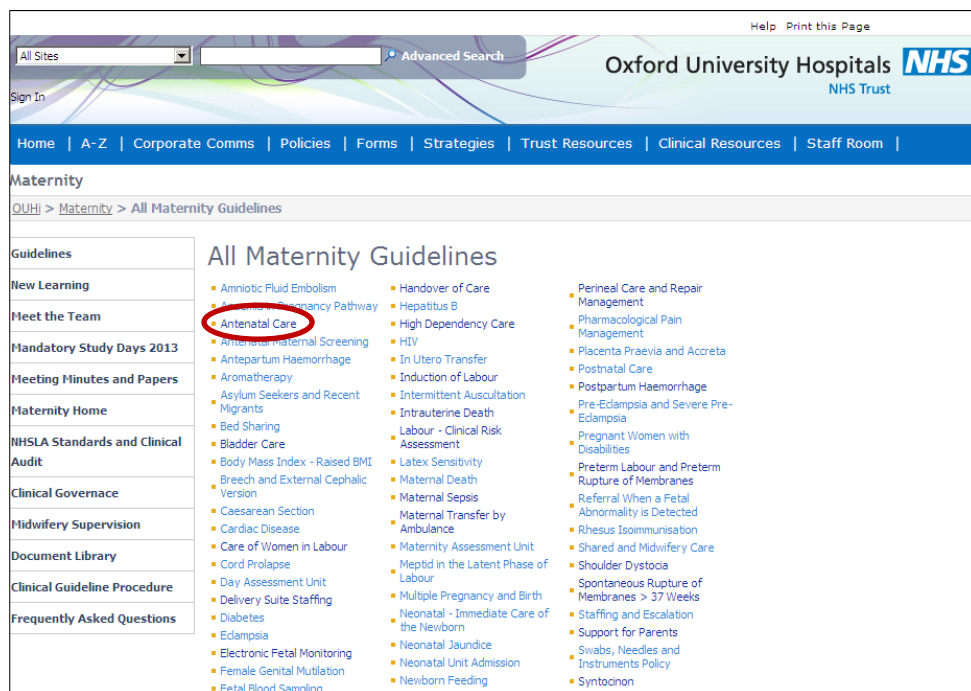 Help Print this Page
All Sites
Advanced Search
Oxford University Hospitals NHS
NHS Trust
Sign In
Home | A-Z | Corporate Comms | Policies | Forms | Strategies | Trust Resources | Clinical Resources | Staff Room |
Maternity
OUHi > Maternity > All Maternity Guidelines
Guidelines
New Learning
Meet the Team
Mandatory Study Days 2013
Meeting Minutes and Papers
Maternity Home
NHSLA Standards and Clinical
Audit
Clinical Governace
Midwifery Supervision
Document Library
Clinical Guideline Procedure
Frequently Asked Questions
All Maternity Guidelines
Amniotic Fluid Embolism
Anaemia in Pregnancy Pathway
Antenatal Care
Antenatal Maternal Screening
Antepartum Haemorrhage
Aromatherapy
Asylum Seekers and Recent
Migrants
Bed Sharing
Bladder Care
Body Mass Index - Raised BMI
Breech and External Cephalic
Version
Caesarean Section
Cardiac Disease
Care of Women in Labour
Cord Prolapse
Day Assessment Unit
Delivery Suite Staffing
Diabetes
Eclampsia
Electronic Fetal Monitoring
Female Genital Mutilation
Fetal Blood Sampling
Handover of Care
Hepatitus B
High Dependency Care
HIV
In Utero Transfer
Induction of Labour
Intermittent Auscultation
Intrauterine Death
Labour - Clinical Risk
Assessment
Latex Sensitivity
Maternal Death
Maternal Sepsis
Maternal Transfer by
Ambulance
Maternity Assessment Unit
Meptid in the Latent Phase of
Labour
Multiple Pregnancy and Birth
Neonatal - Immediate Care of
the Newborn
Neonatal Jaundice
Neonatal Unit Admission
Newborn Feeding
Perineal Care and Repair
Management
Pharmacological Pain
Management
Placenta Praevia and Accreta
Postnatal Care
Postpartum Haemorrhage
Pre-Eclampsia and Severe Pre-
Eclampsia
Pregnant Women with
Disabilities
Preterm Labour and Preterm
Rupture of Membranes
Referral When a Fetal
Abnormality is Detected
Rhesus Isoimmunisation
Shared and Midwifery Care
Shoulder Dystocia
Spontaneous Rupture of
Membranes > 37 Weeks
Staffing and Escalation
Support for Parents
Swabs, Needles and
Instruments Policy
Syntocinon